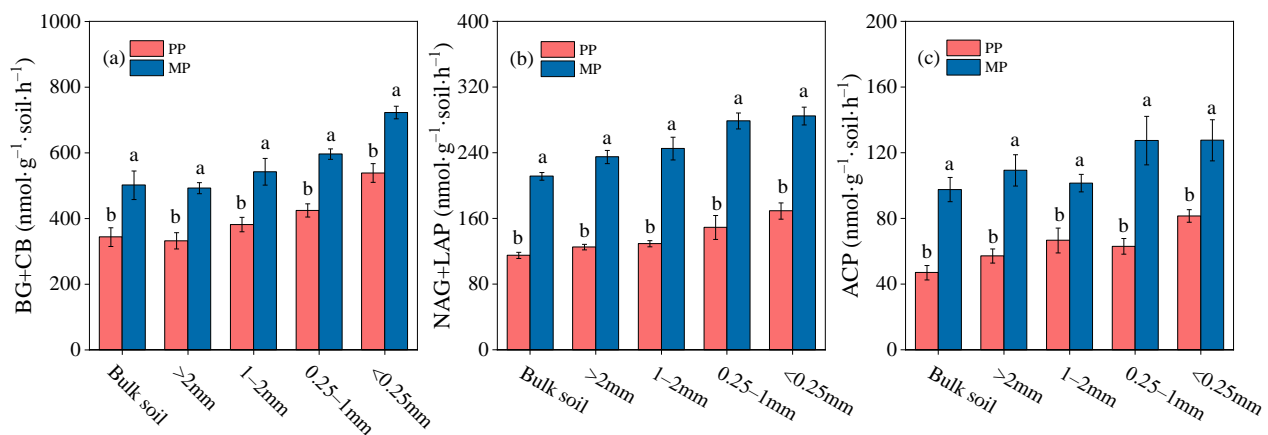 BG+CB (nmol·g⁻¹·soil·h⁻¹)
1000
800
600
400
200
0
(a)
PP
MP
b
a
b
a
b
a
b
a
b
a
Bulk soil
>2mm
1–2mm
0.25–1mm
<0.25mm
NAG+LAP (nmol·g⁻¹·soil·h⁻¹)
400
320
240
160
80
0
(b)
PP
MP
b
a
b
a
b
a
b
a
b
a
Bulk soil
>2mm
1–2mm
0.25–1mm
<0.25mm
ACP (nmol·g⁻¹·soil·h⁻¹)
200
160
120
80
40
0
(c)
PP
MP
b
a
b
a
b
a
b
a
b
a
Bulk soil
>2mm
1–2mm
0.25–1mm
<0.25mm